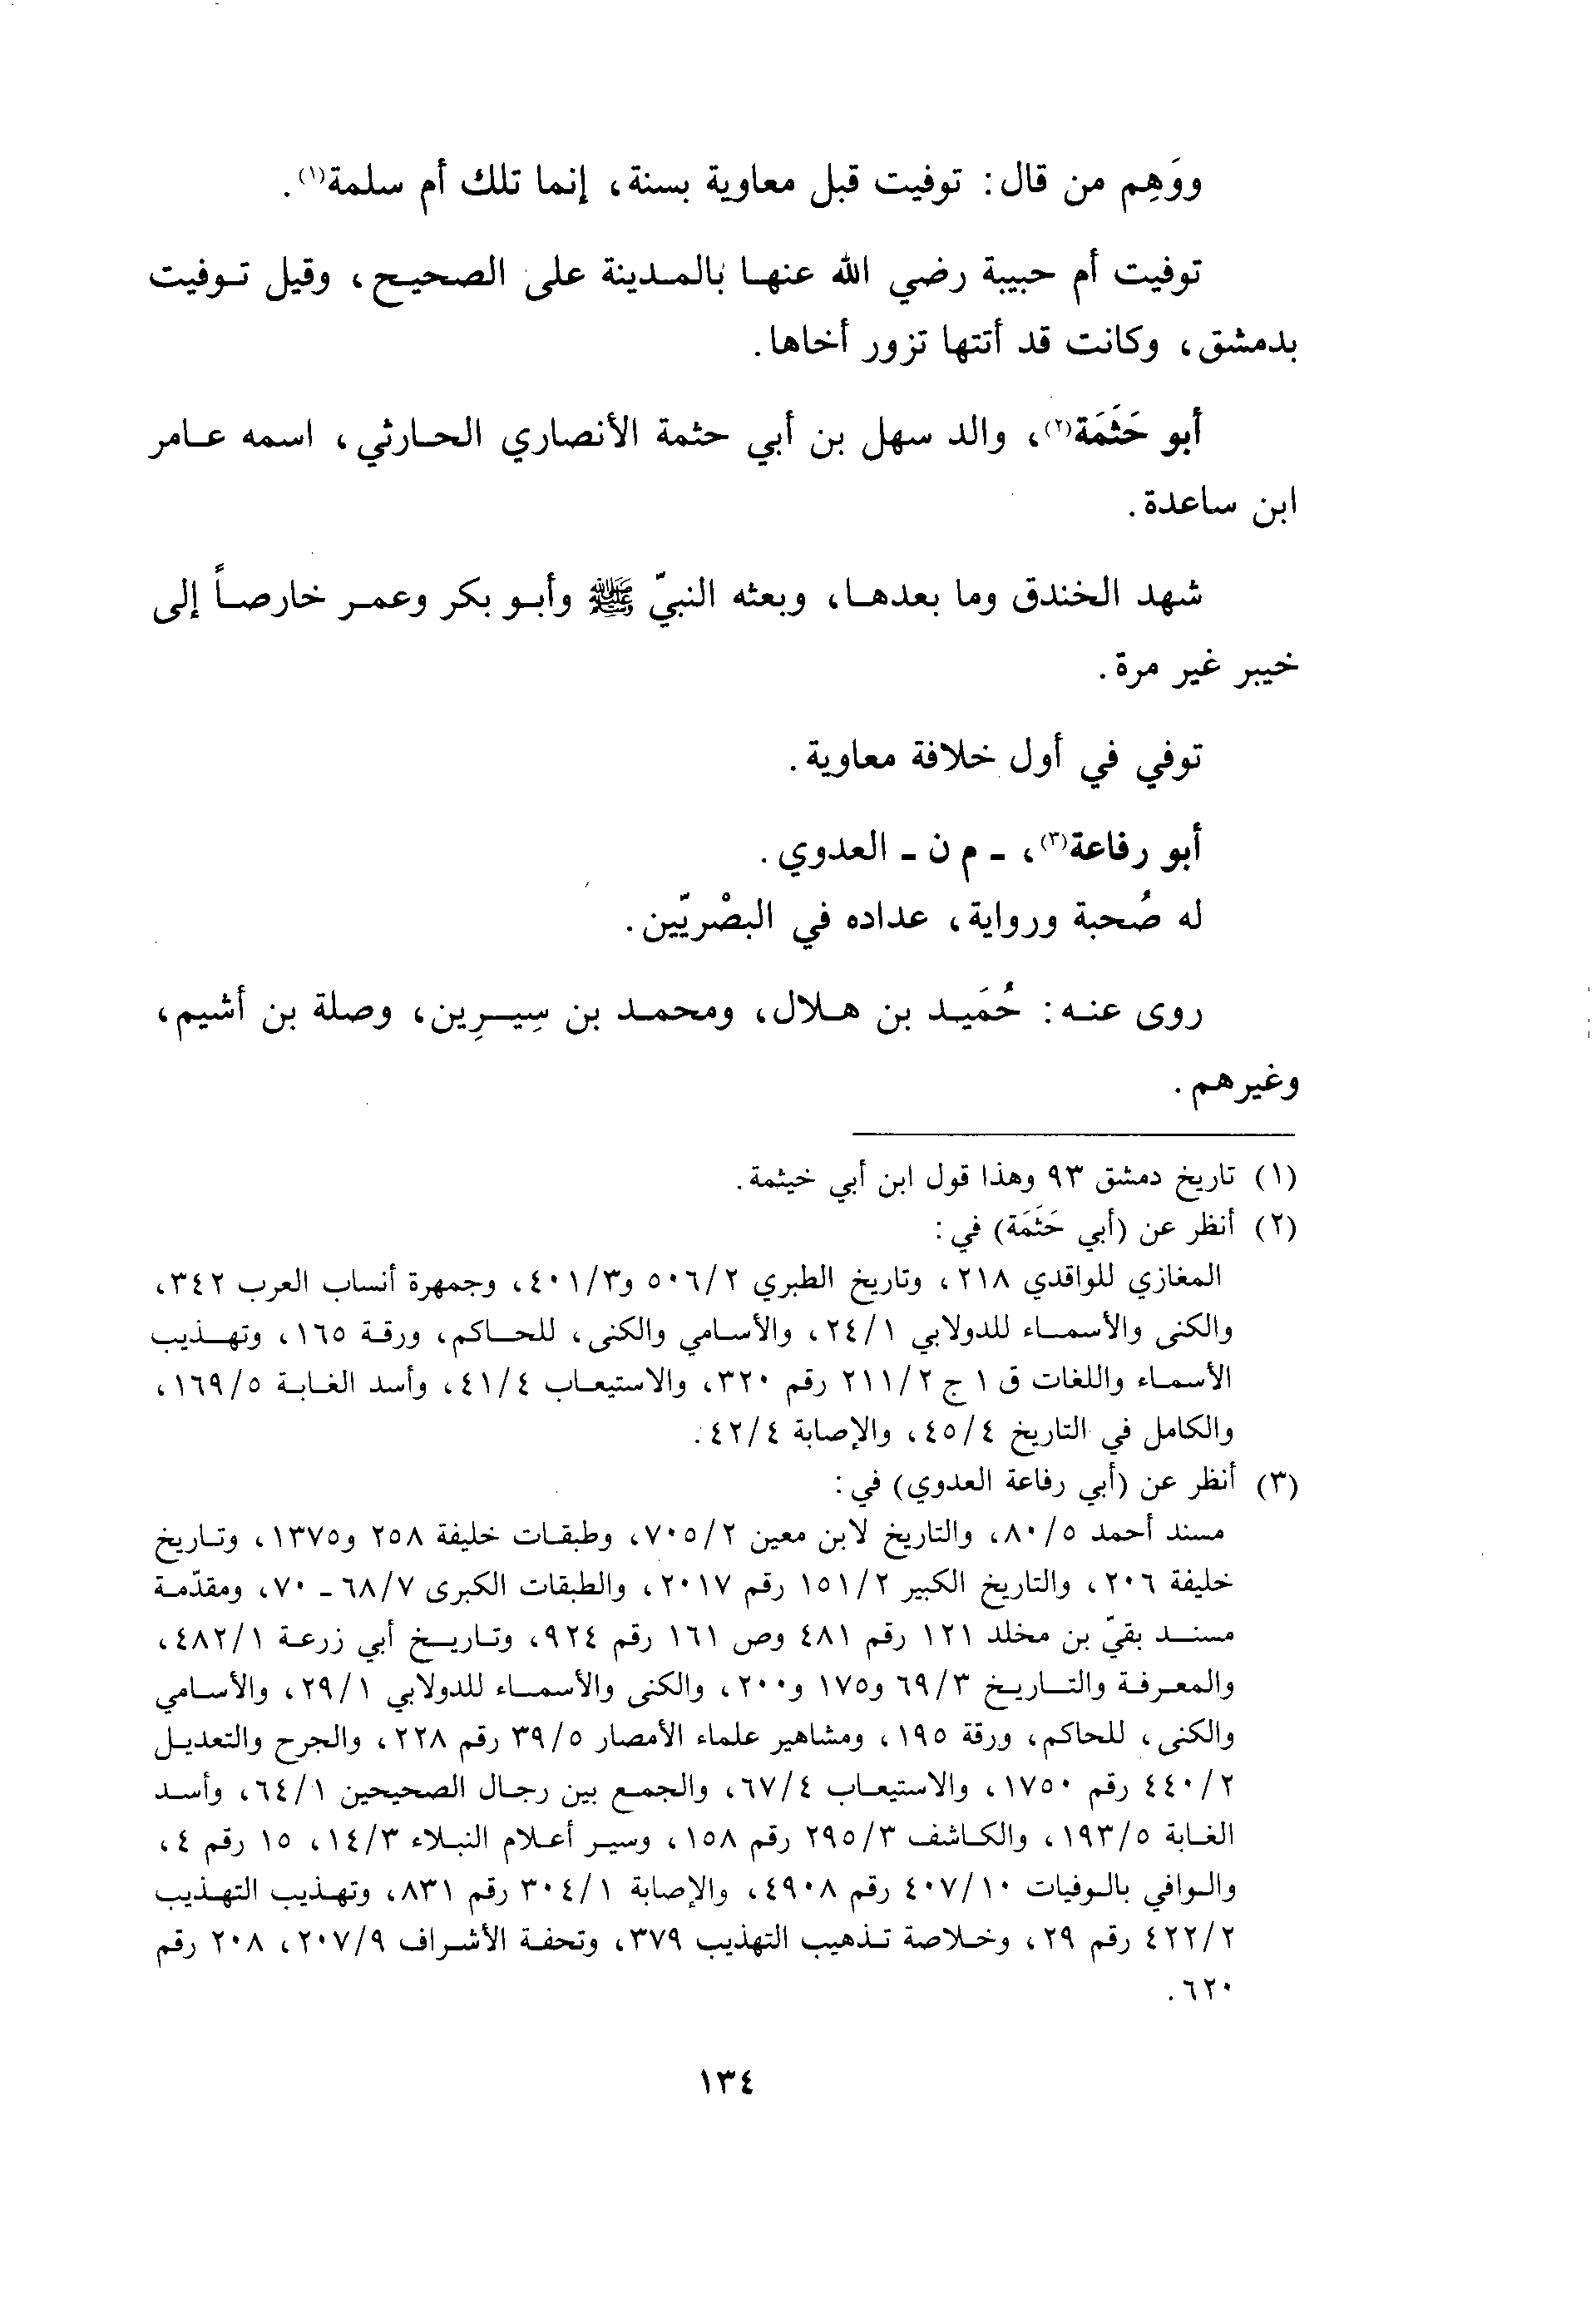 ووَهِم من قال: توفيت قبل معاوية بسنة، إنما تلك أم سلمة(١).
توفيت أم حبيبة رضي الله عنها بالمدينة على الصحيح، وقيل توفيت
بدمشق، وكانت قد أتتها تزور أخاها.
أبو حَثَمَة(٢)، والد سهل بن أبي حثمة الأنصاري الحارثي، اسمه عامر
ابن ساعدة.
شهد الخندق وما بعدها، وبعثه النبيّ ﷺ وأبو بكر وعمر خارصاً إلى
خيبر غير مرة.
توفي في أول خلافة معاوية.
أبو رفاعة(٣)، ـ م ن ـ العدوي.
له صُحبة ورواية، عداده في البصْريّين.
روى عنه: حُمَيد بن هلال، ومحمد بن سِيرِين، وصلة بن أشيم،
وغيرهم.
(١) تاريخ دمشق ٩٣ وهذا قول ابن أبي خيثمة.
(٢) أنظر عن (أبي حَثَمَة) في:
المغازي للواقدي ٢١٨، وتاريخ الطبري ٥٠٦/٢ و٤٠١/٣، وجمهرة أنساب العرب ٣٤٢،
والكنى والأسماء للدولابي ٢٤/١، والأسامي والكنى، للحاكم، ورقة ١٦٥، وتهذيب
الأسماء واللغات ق ١ ج ٢١١/٢ رقم ٣٢٠، والاستيعاب ٤١/٤، وأسد الغابة ١٦٩/٥،
والكامل في التاريخ ٤٥/٤، والإصابة ٤٢/٤.
(٣) أنظر عن (أبي رفاعة العدوي) في:
مسند أحمد ٨٠/٥، والتاريخ لابن معين ٧٠٥/٢، وطبقات خليفة ٢٥٨ و١٣٧٥، وتاريخ
خليفة ٢٠٦، والتاريخ الكبير ١٥١/٢ رقم ٢٠١٧، والطبقات الكبرى ٦٨/٧ ـ ٧٠، ومقدّمة
مسند بقيّ بن مخلد ١٢١ رقم ٤٨١ وص ١٦١ رقم ٩٢٤، وتاريخ أبي زرعة ٤٨٢/١،
والمعرفة والتاريخ ٦٩/٣ و١٧٥ و٢٠٠، والكنى والأسماء للدولابي ٢٩/١، والأسامي
والكنى، للحاكم، ورقة ١٩٥، ومشاهير علماء الأمصار ٣٩/٥ رقم ٢٢٨، والجرح والتعديل
٤٤٠/٢ رقم ١٧٥٠، والاستيعاب ٦٧/٤، والجمع بين رجال الصحيحين ٦٤/١، وأسد
الغابة ١٩٣/٥، والكاشف ٢٩٥/٣ رقم ١٥٨، وسير أعلام النبلاء ١٤/٣، ١٥ رقم ٤،
والوافي بالوفيات ٤٠٧/١٠ رقم ٤٩٠٨، والإصابة ٣٠٤/١ رقم ٨٣١، وتهذيب التهذيب
٤٢٢/٢ رقم ٢٩، وخلاصة تذهيب التهذيب ٣٧٩، وتحفة الأشراف ٢٠٧/٩، ٢٠٨ رقم
٦٢٠.
١٣٤